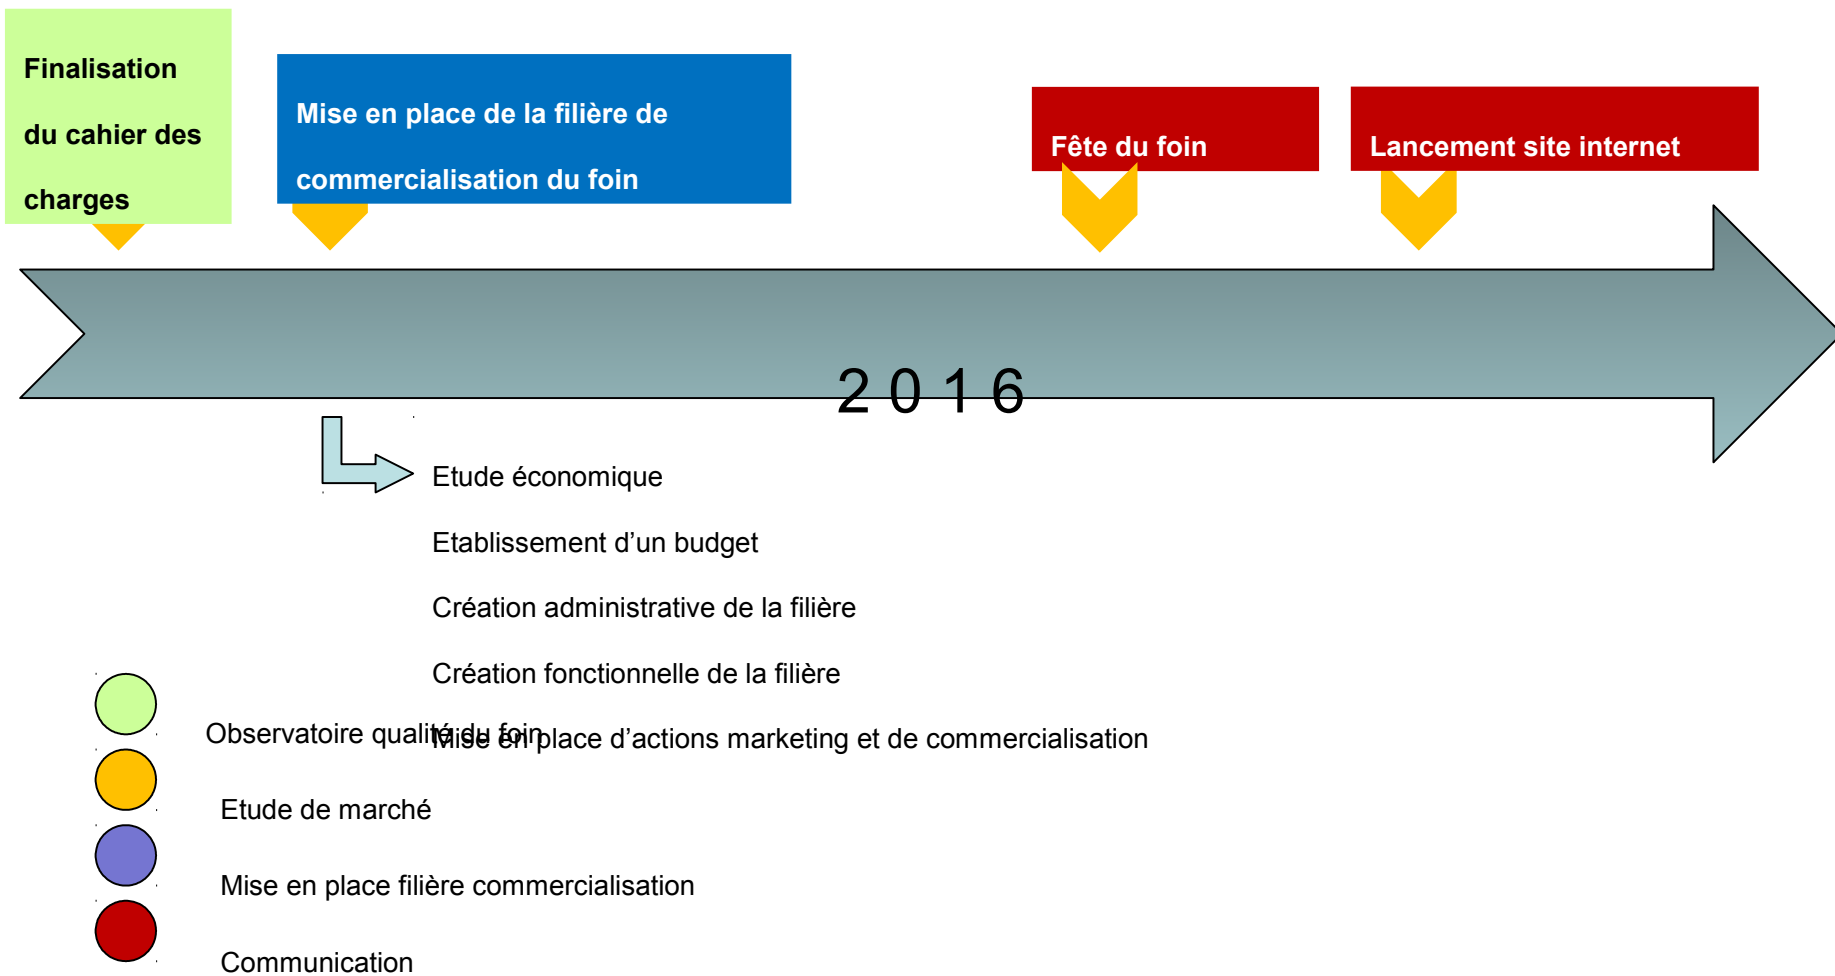 Finalisation
du cahier des
charges
Mise en place de la filière de
commercialisation du foin
Fête du foin
Lancement site internet
2016
Etude économique
Etablissement d’un budget
Création administrative de la filière
Création fonctionnelle de la filière
Mise en place d’actions marketing et de commercialisation
Observatoire qualité du foin
Etude de marché
Mise en place filière commercialisation
Communication